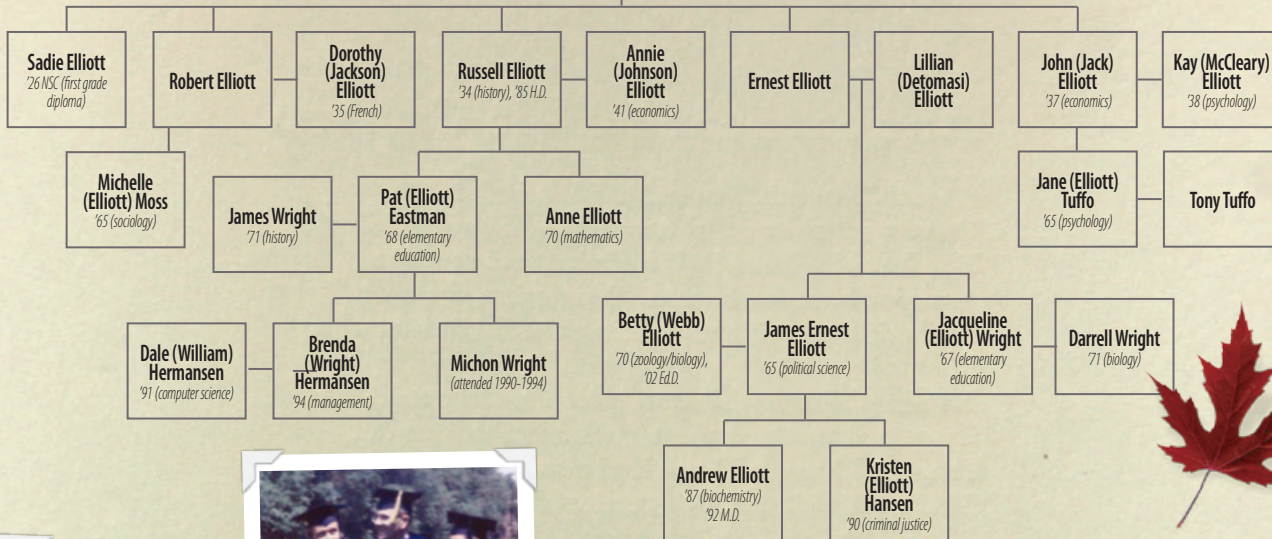 Sadie Elliott
'26 NSC (first grade
diploma)
Robert Elliott
Dorothy
(Jackson)
Elliott
'35 (French)
Russell Elliott
'34 (history), '85 H.D.
Annie
(Johnson)
Elliott
'41 (economics)
Ernest Elliott
Lillian
(Detomasi)
Elliott
John (Jack)
Elliott
'37 (economics)
Kay (McCleary)
Elliott
'38 (psychology)
Michelle
(Elliott) Moss
'65 (sociology)
James Wright
'71 (history)
Pat (Elliott)
Eastman
'68 (elementary
education)
Anne Elliott
'70 (mathematics)
Jane (Elliott)
Tuffo
'65 (psychology)
Tony Tuffo
Dale (William)
Hermansen
'91 (computer science)
Brenda
(Wright)
Hermansen
'94 (management)
Michon Wright
(attended 1990-1994)
Betty (Webb)
Elliott
'70 (zoology/biology),
'02 Ed.D.
James Ernest
Elliott
'65 (political science)
Jacqueline
(Elliott) Wright
'67 (elementary
education)
Darrell Wright
'71 (biology)
Andrew Elliott
'87 (biochemistry)
'92 M.D.
Kristen
(Elliott)
Hansen
'90 (criminal justice)